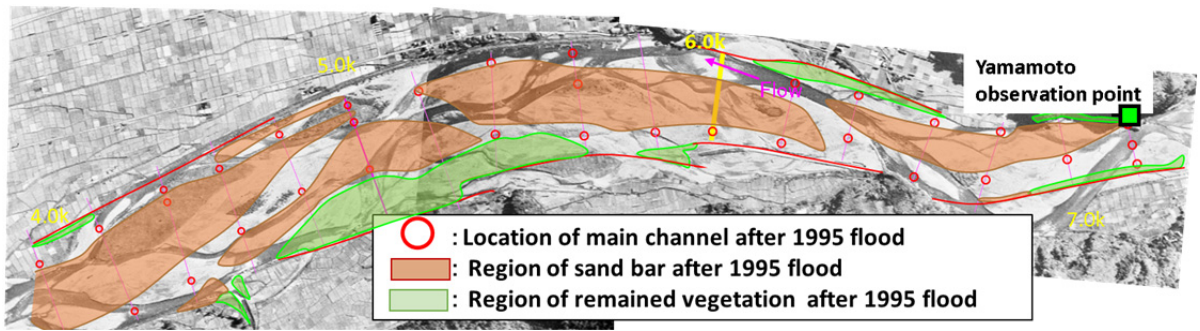 6.0k
5.0k
Flow
Yamamoto
observation point
4.0k
7.0k
: Location of main channel after 1995 flood
: Region of sand bar after 1995 flood
: Region of remained vegetation after 1995 flood